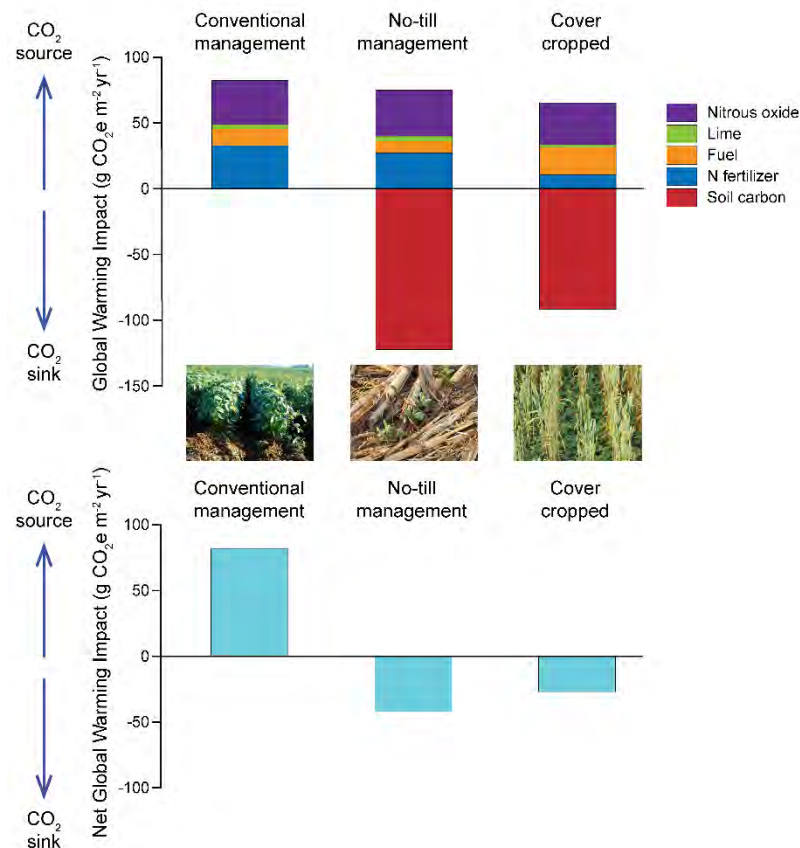 CO₂
source
Conventional
management
No-till
management
Cover
cropped
Global Warming Impact (g CO₂e m⁻² yr⁻¹)
100
50
0
-50
-100
-150
CO₂
sink
Nitrous oxide
Lime
Fuel
N fertilizer
Soil carbon
CO₂
source
Conventional
management
No-till
management
Cover
cropped
Net Global Warming Impact (g CO₂e m⁻² yr⁻¹)
100
50
0
-50
-100
CO₂
sink